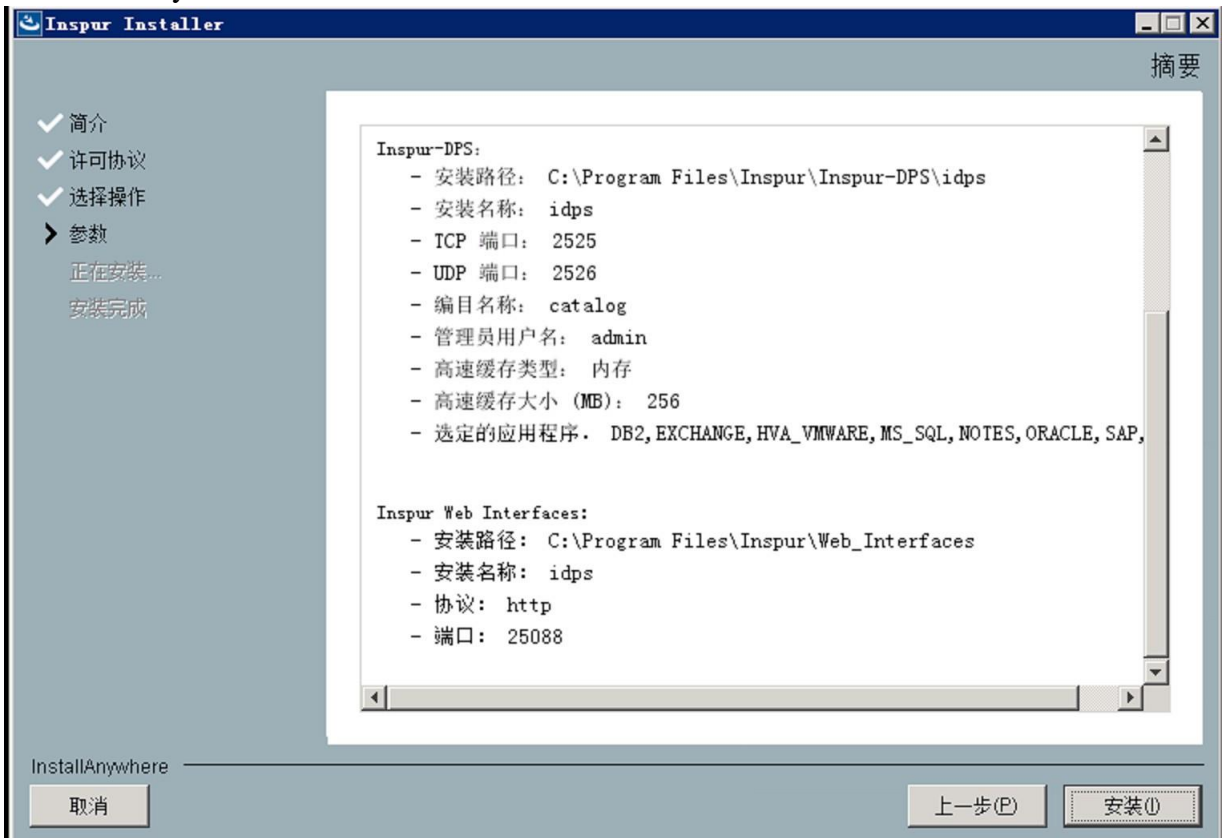 Inspur Installer
摘要
简介
许可协议
选择操作
参数
正在安装...
安装完成
Inspur-DPS:
- 安装路径: C:\Program Files\Inspur\Inspur-DPS\idps
- 安装名称: idps
- TCP 端口: 2525
- UDP 端口: 2526
- 编目名称: catalog
- 管理员用户名: admin
- 高速缓存类型: 内存
- 高速缓存大小 (MB): 256
- 选定的应用程序. DB2,EXCHANGE,HVA_VMWARE,MS_SQL,NOTES,ORACLE,SAP,
Inspur Web Interfaces:
- 安装路径: C:\Program Files\Inspur\Web_Interfaces
- 安装名称: idps
- 协议: http
- 端口: 25088
InstallAnywhere
取消
上一步(P)
安装(I)